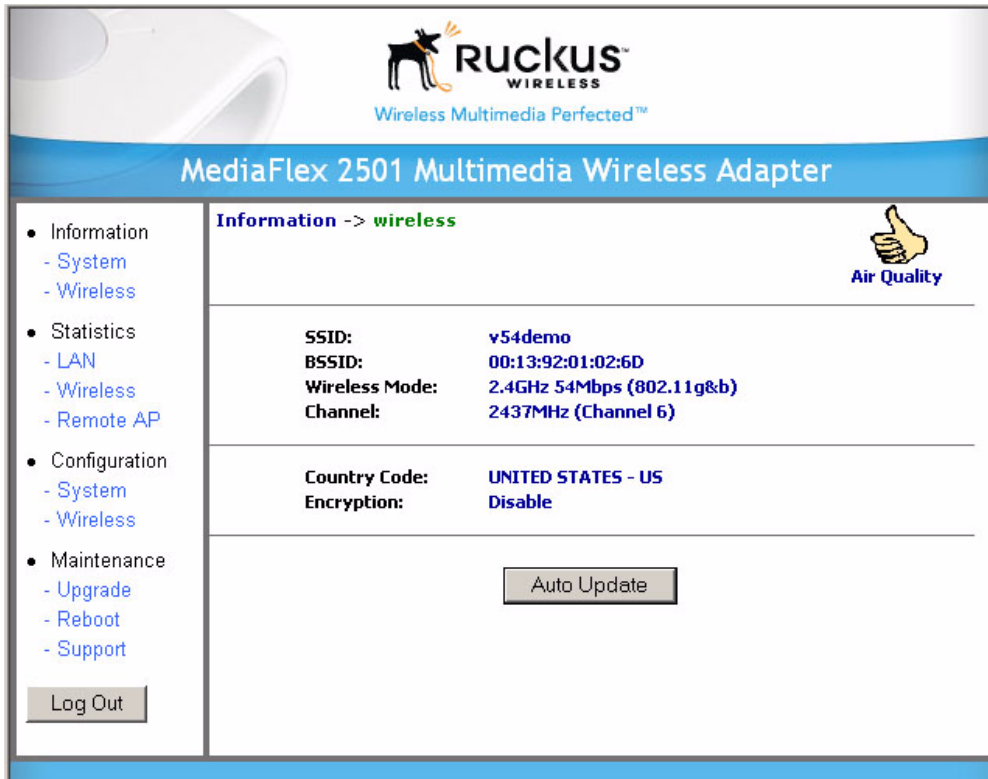 RUCKUS™
WIRELESS
Wireless Multimedia Perfected™
MediaFlex 2501 Multimedia Wireless Adapter
• Information
- System
- Wireless
• Statistics
- LAN
- Wireless
- Remote AP
• Configuration
- System
- Wireless
• Maintenance
- Upgrade
- Reboot
- Support
Log Out
Information -> wireless
Air Quality
SSID: v54demo
BSSID: 00:13:92:01:02:6D
Wireless Mode: 2.4GHz 54Mbps (802.11g&b)
Channel: 2437MHz (Channel 6)
Country Code: UNITED STATES - US
Encryption: Disable
Auto Update